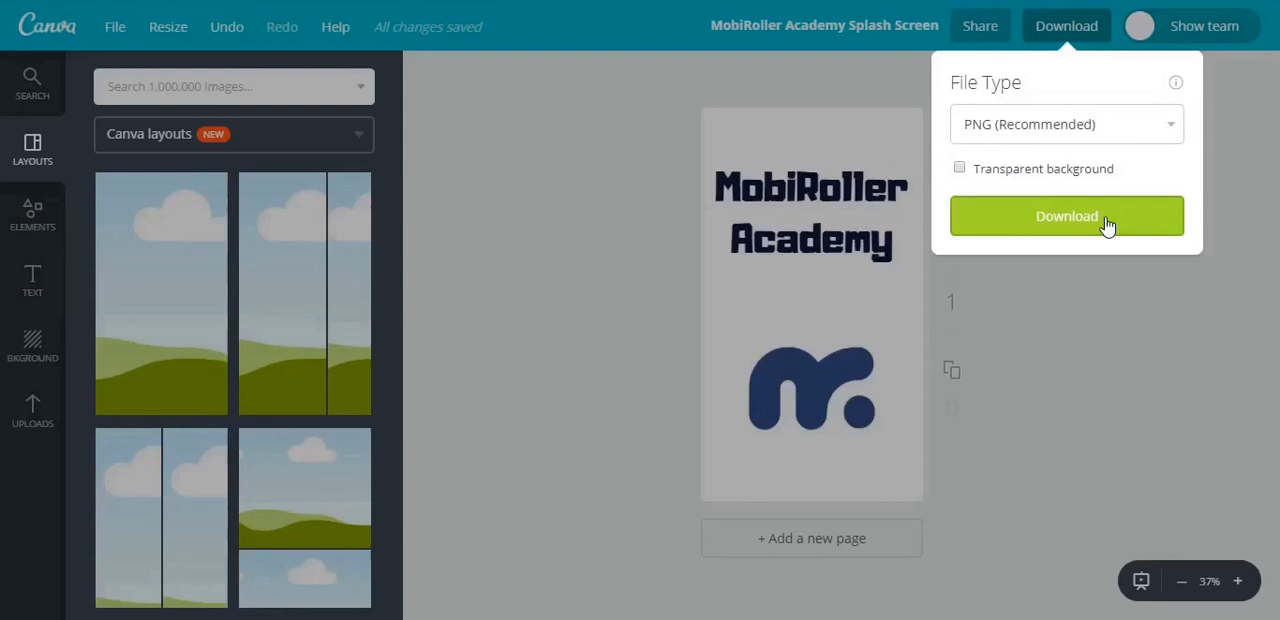 Canva
File
Resize
Undo
Redo
Help
All changes saved
MobiRoller Academy Splash Screen
Share
Download
Show team
SEARCH
LAYOUTS
ELEMENTS
TEXT
BKGROUND
UPLOADS
Search 1,000,000 images...
Canva layouts NEW
File Type
PNG (Recommended)
Transparent background
Download
MobiRoller
Academy
1
+ Add a new page
37%